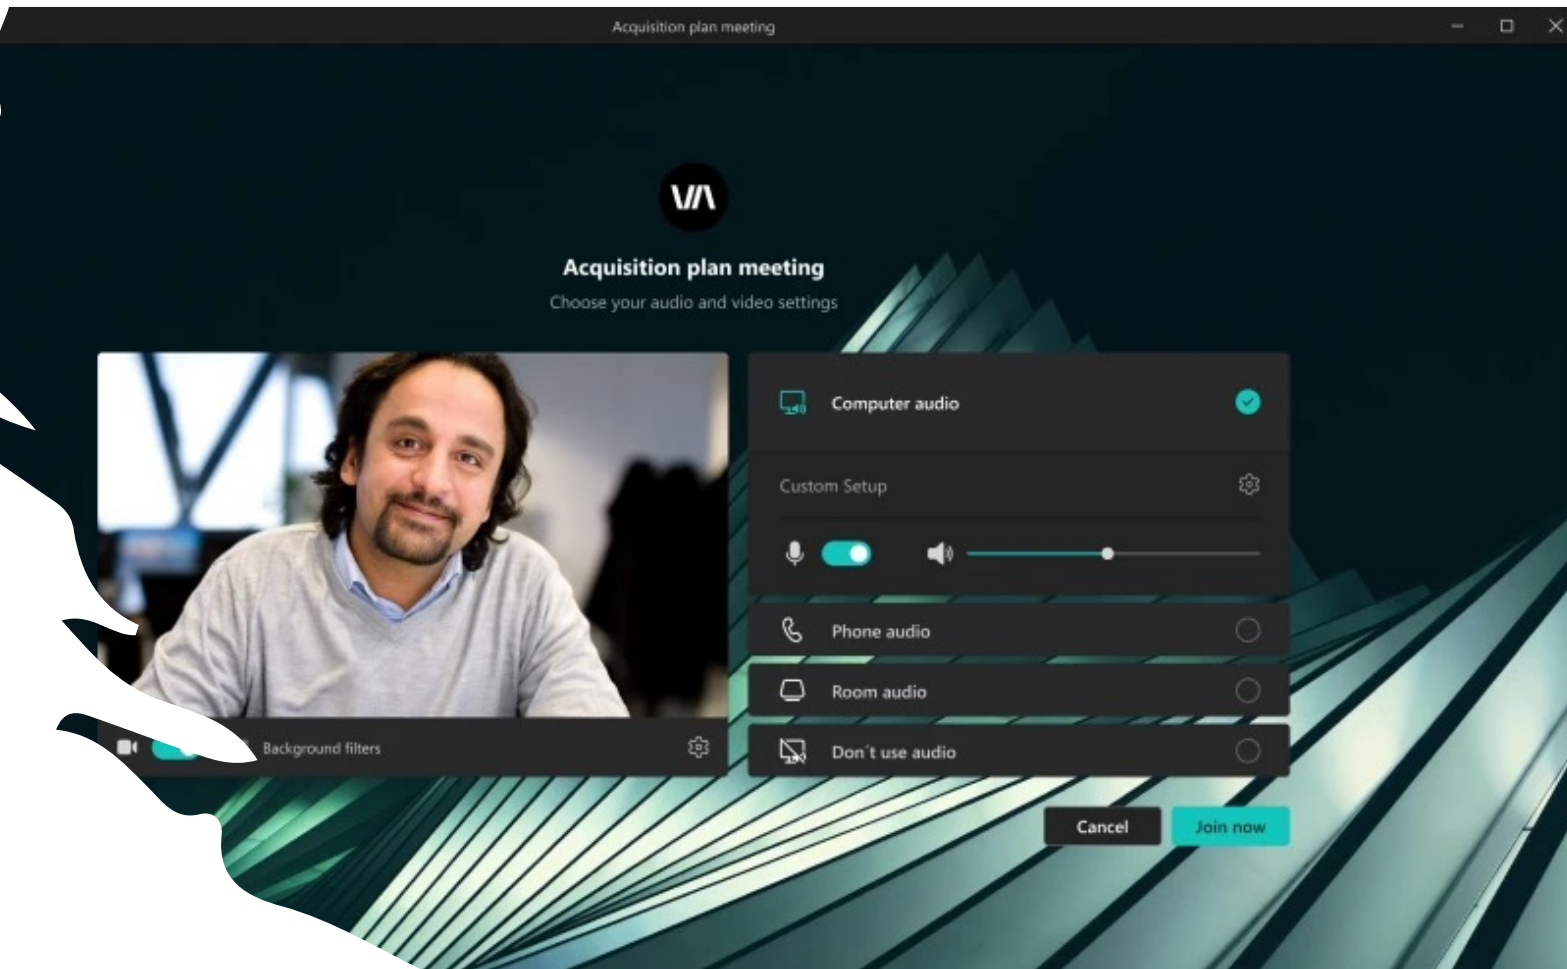 Acquisition plan meeting
VA
Acquisition plan meeting
Choose your audio and video settings
Computer audio
Custom Setup
Phone audio
Room audio
Background filters
Don´t use audio
Cancel
Join now